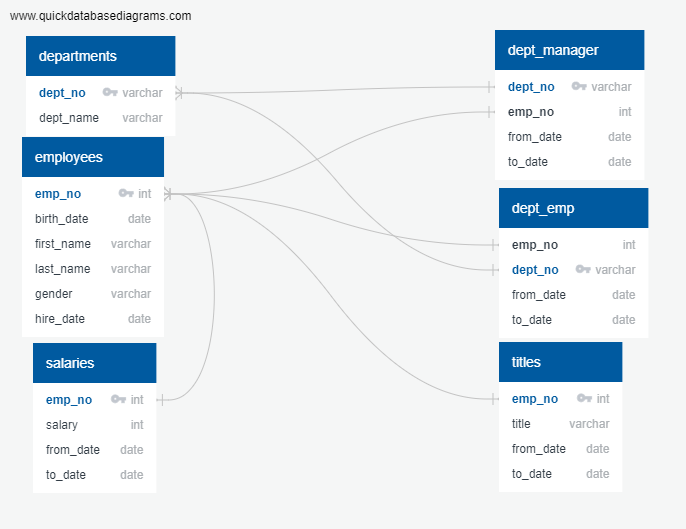 www.quickdatabasediagrams.com
departments
dept_no varchar
dept_name varchar
employees
emp_no int
birth_date date
first_name varchar
last_name varchar
gender varchar
hire_date date
salaries
emp_no int
salary int
from_date date
to_date date
dept_manager
dept_no varchar
emp_no int
from_date date
to_date date
dept_emp
emp_no int
dept_no varchar
from_date date
to_date date
titles
emp_no int
title varchar
from_date date
to_date date